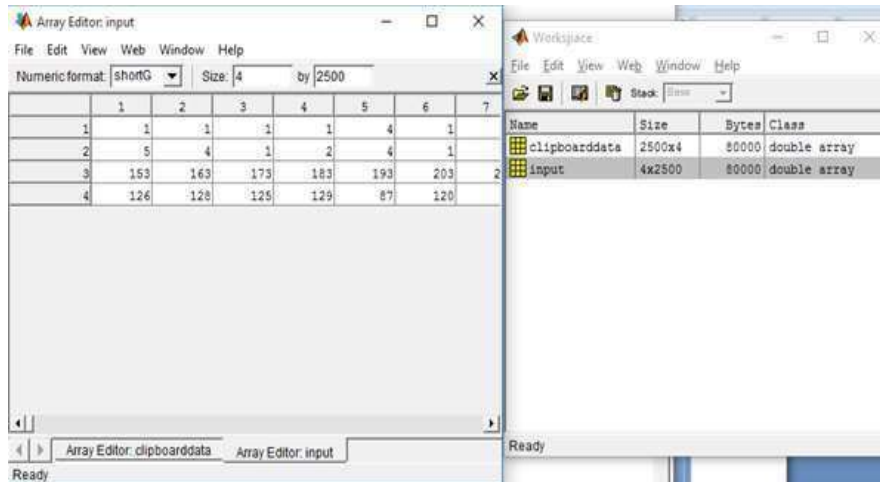 Array Editor: input
File Edit View Web Window Help
Numeric format: shortG Size: 4 by 2500
1 2 3 4 5 6 7
1 1 1 1 1 4 1
2 5 4 1 2 4 1
3 153 163 173 183 193 203 2
4 126 128 125 129 87 120
Array Editor: clipboarddata Array Editor: input
Ready
Workspace
File Edit View Web Window Help
Stack: Base
Name Size Bytes Class
clipboarddata 2500x4 80000 double array
input 4x2500 80000 double array
Ready